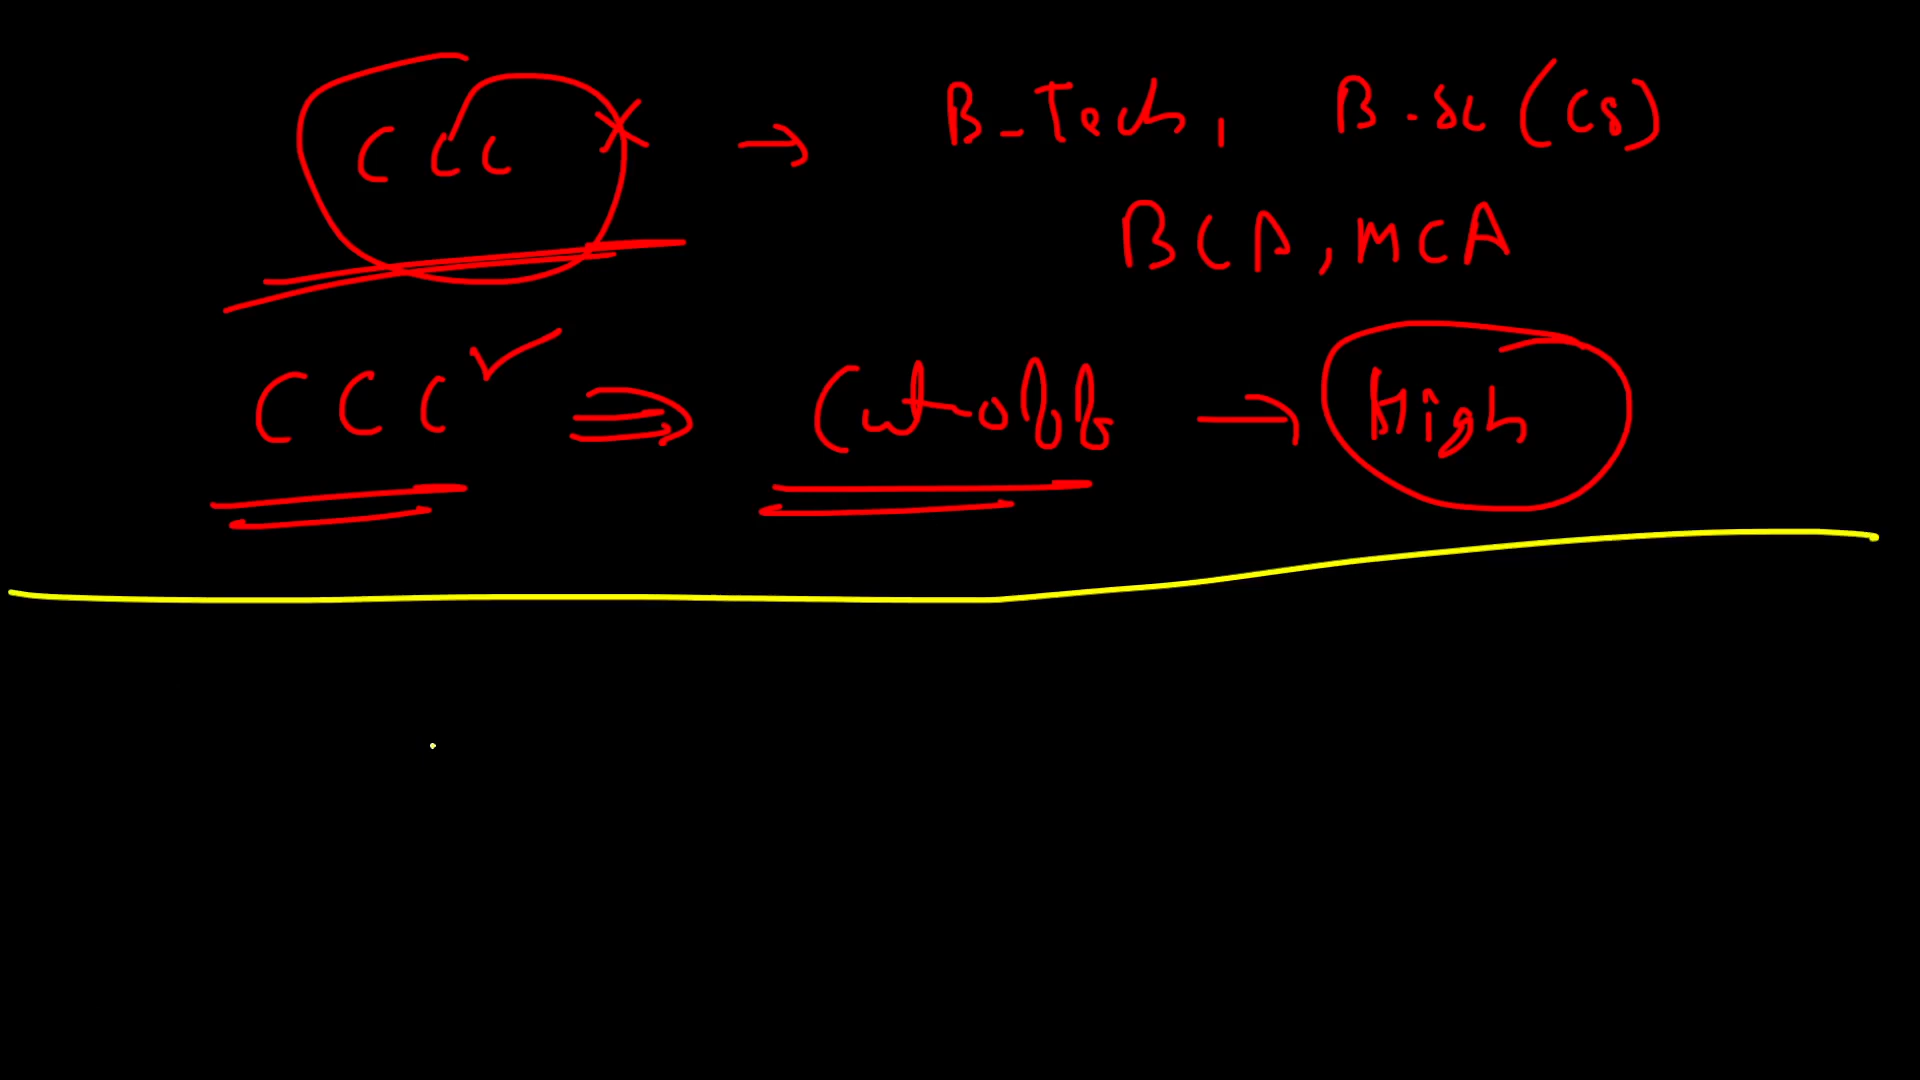 CCC × → B-Tech, B.Sc (CS)
BCA, MCA
CCC ✓ ⇒ Cut-off → High